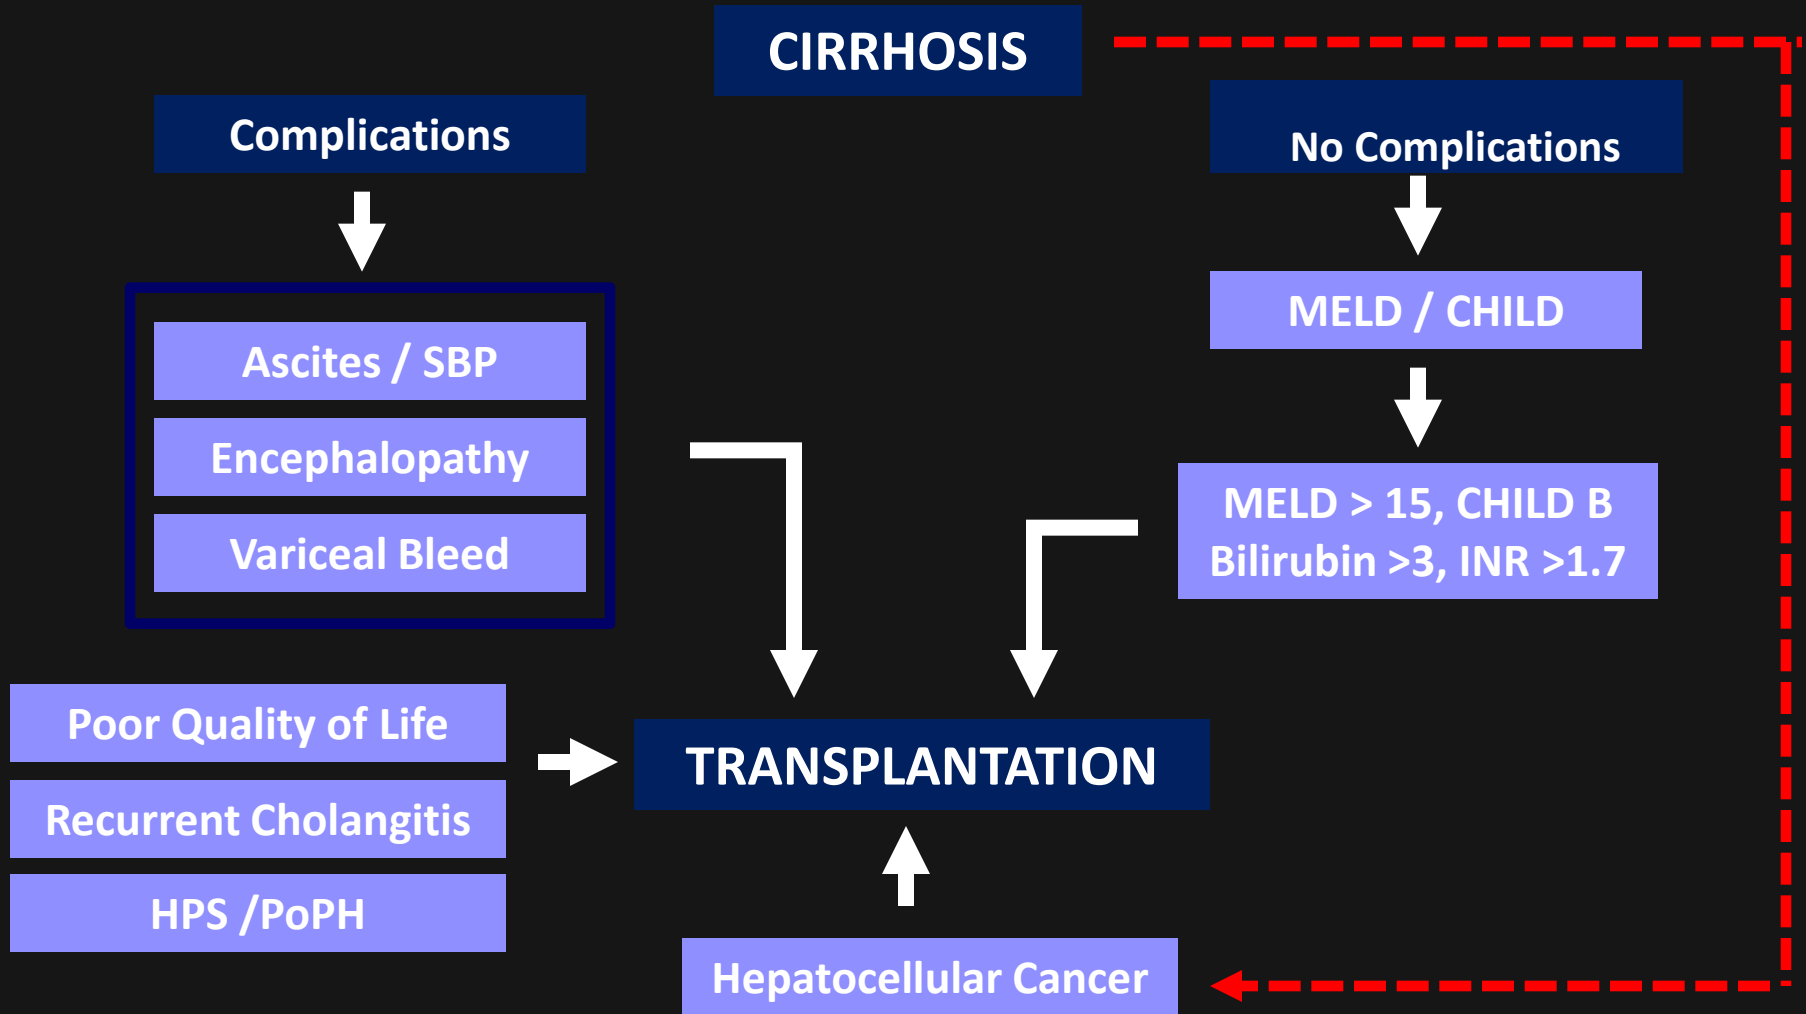 CIRRHOSIS
Complications
No Complications
MELD / CHILD
Ascites / SBP
Encephalopathy
Variceal Bleed
MELD > 15, CHILD B
Bilirubin >3, INR >1.7
Poor Quality of Life
Recurrent Cholangitis
HPS /PoPH
TRANSPLANTATION
Hepatocellular Cancer